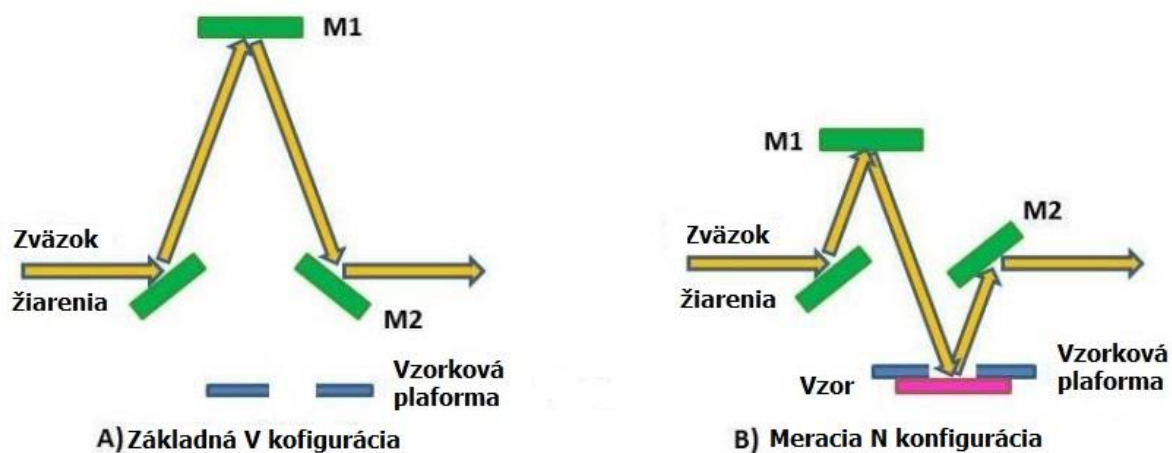 M1
Zväzok
žiarenia
M2
Vzorková
plaforma
A) Základná V kofigurácia
M1
M2
Zväzok
žiarenia
Vzor
Vzorková
plaforma
B) Meracia N konfigurácia